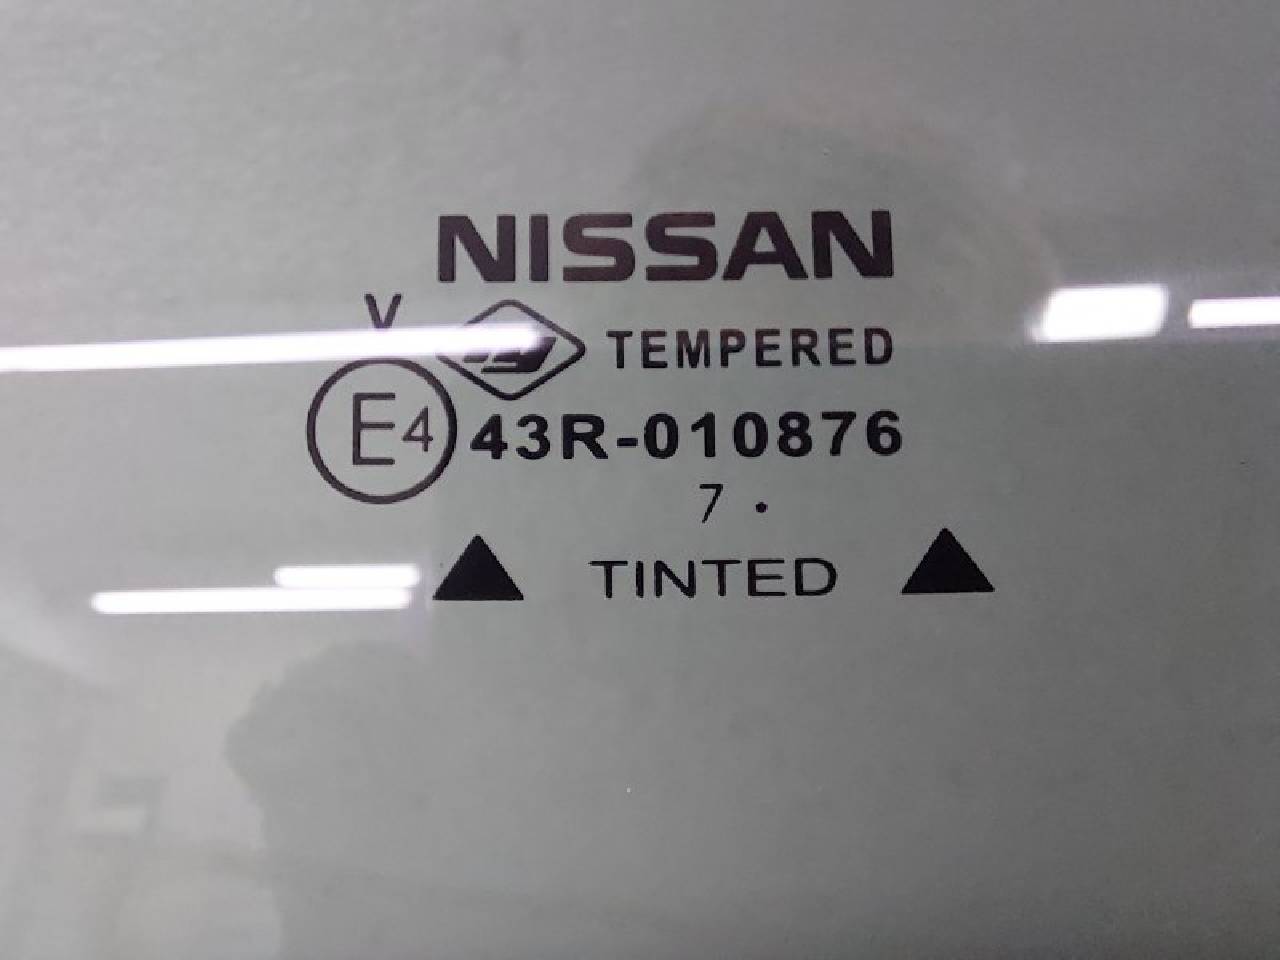 NISSAN
V
TEMPERED
E4 43R-010876
7 .
▲ TINTED ▲